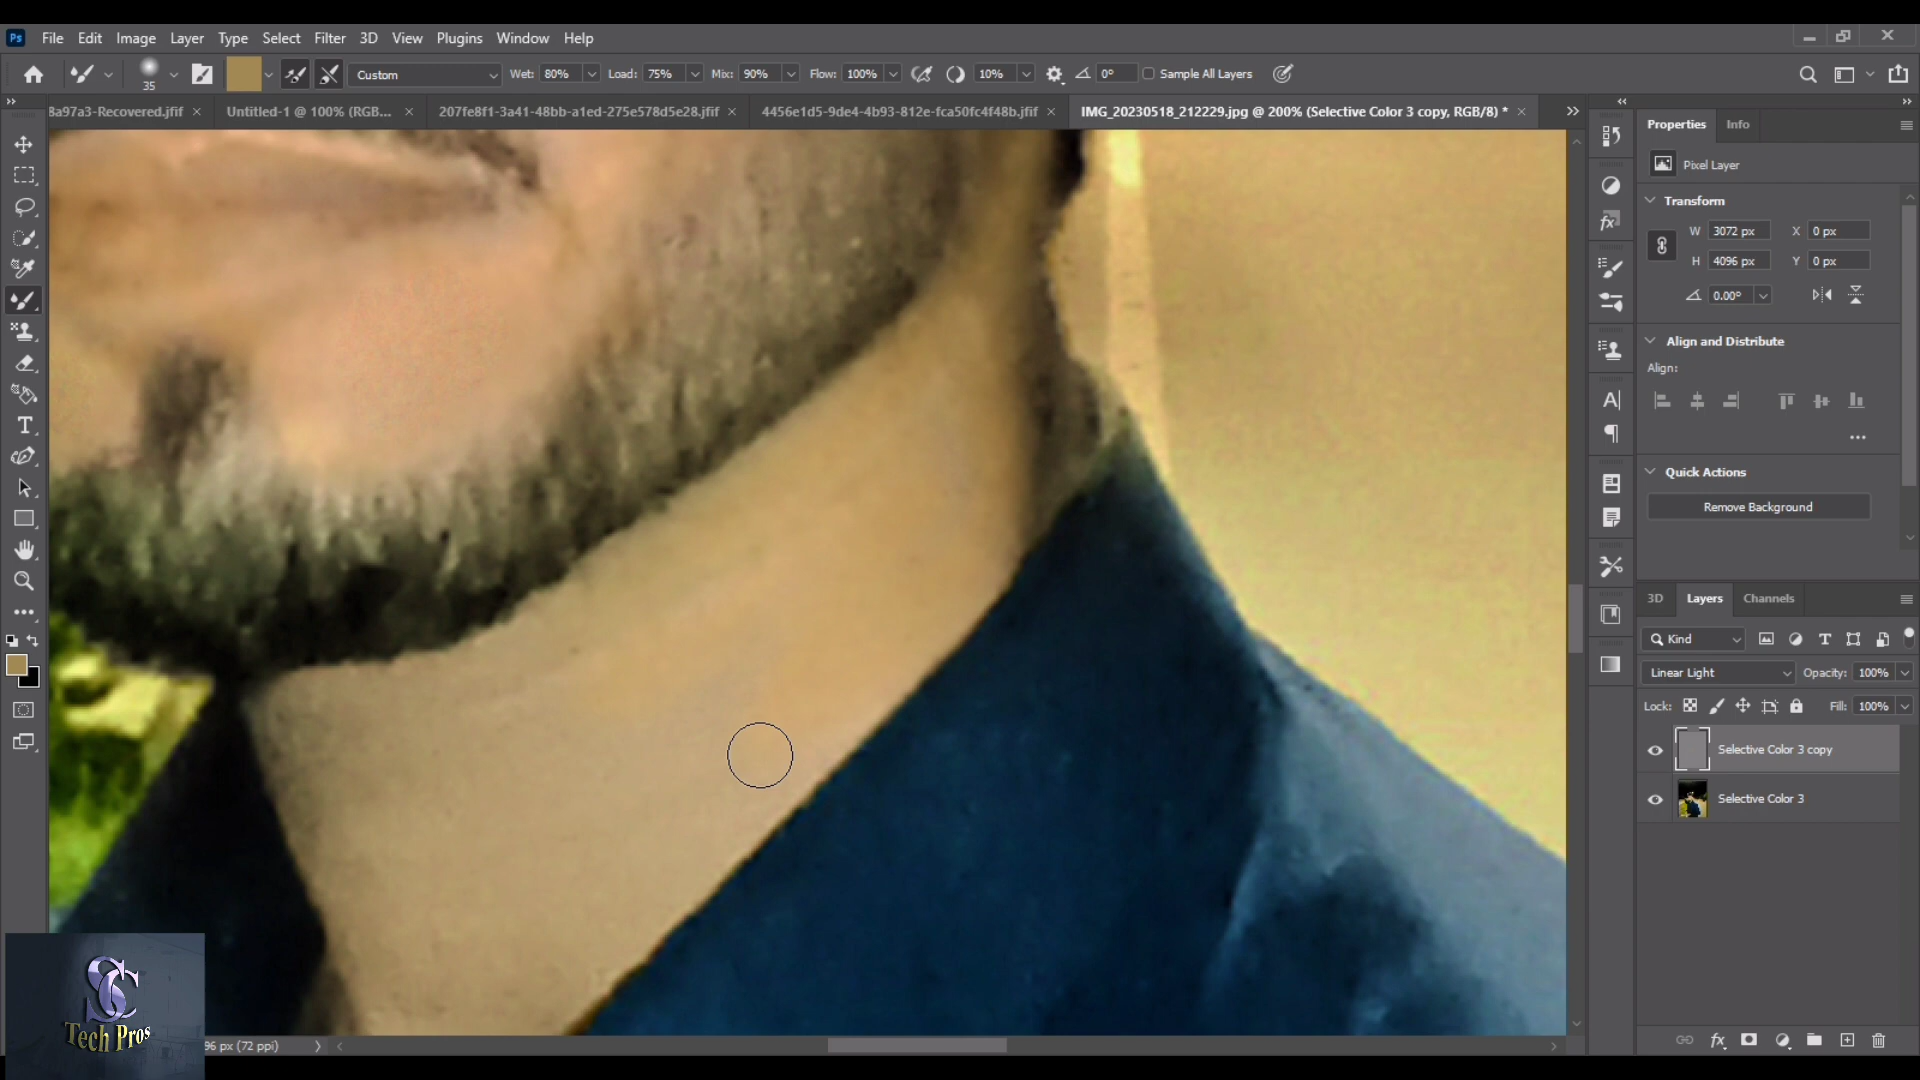 Ps File Edit Image Layer Type Select Filter 3D View Plugins Window Help
35 Custom Wet: 80% Load: 75% Mix: 90% Flow: 100% 10% 0° Sample All Layers
8a97a3-Recovered.jfif × Untitled-1 @ 100% (RGB... × 207fe8f1-3a41-48bb-a1ed-275e578d5e28.jfif × 4456e1d5-9de4-4b93-812e-fca50fc4f48b.jfif × IMG_20230518_212229.jpg @ 200% (Selective Color 3 copy, RGB/8) * ×
Properties Info
Pixel Layer
Transform
W 3072 px X 0 px
H 4096 px Y 0 px
0.00°
Align and Distribute
Align:
Quick Actions
Remove Background
3D Layers Channels
Kind
Linear Light Opacity: 100%
Lock: Fill: 100%
Selective Color 3 copy
Selective Color 3
SC
Tech Pros
96 px (72 ppi)